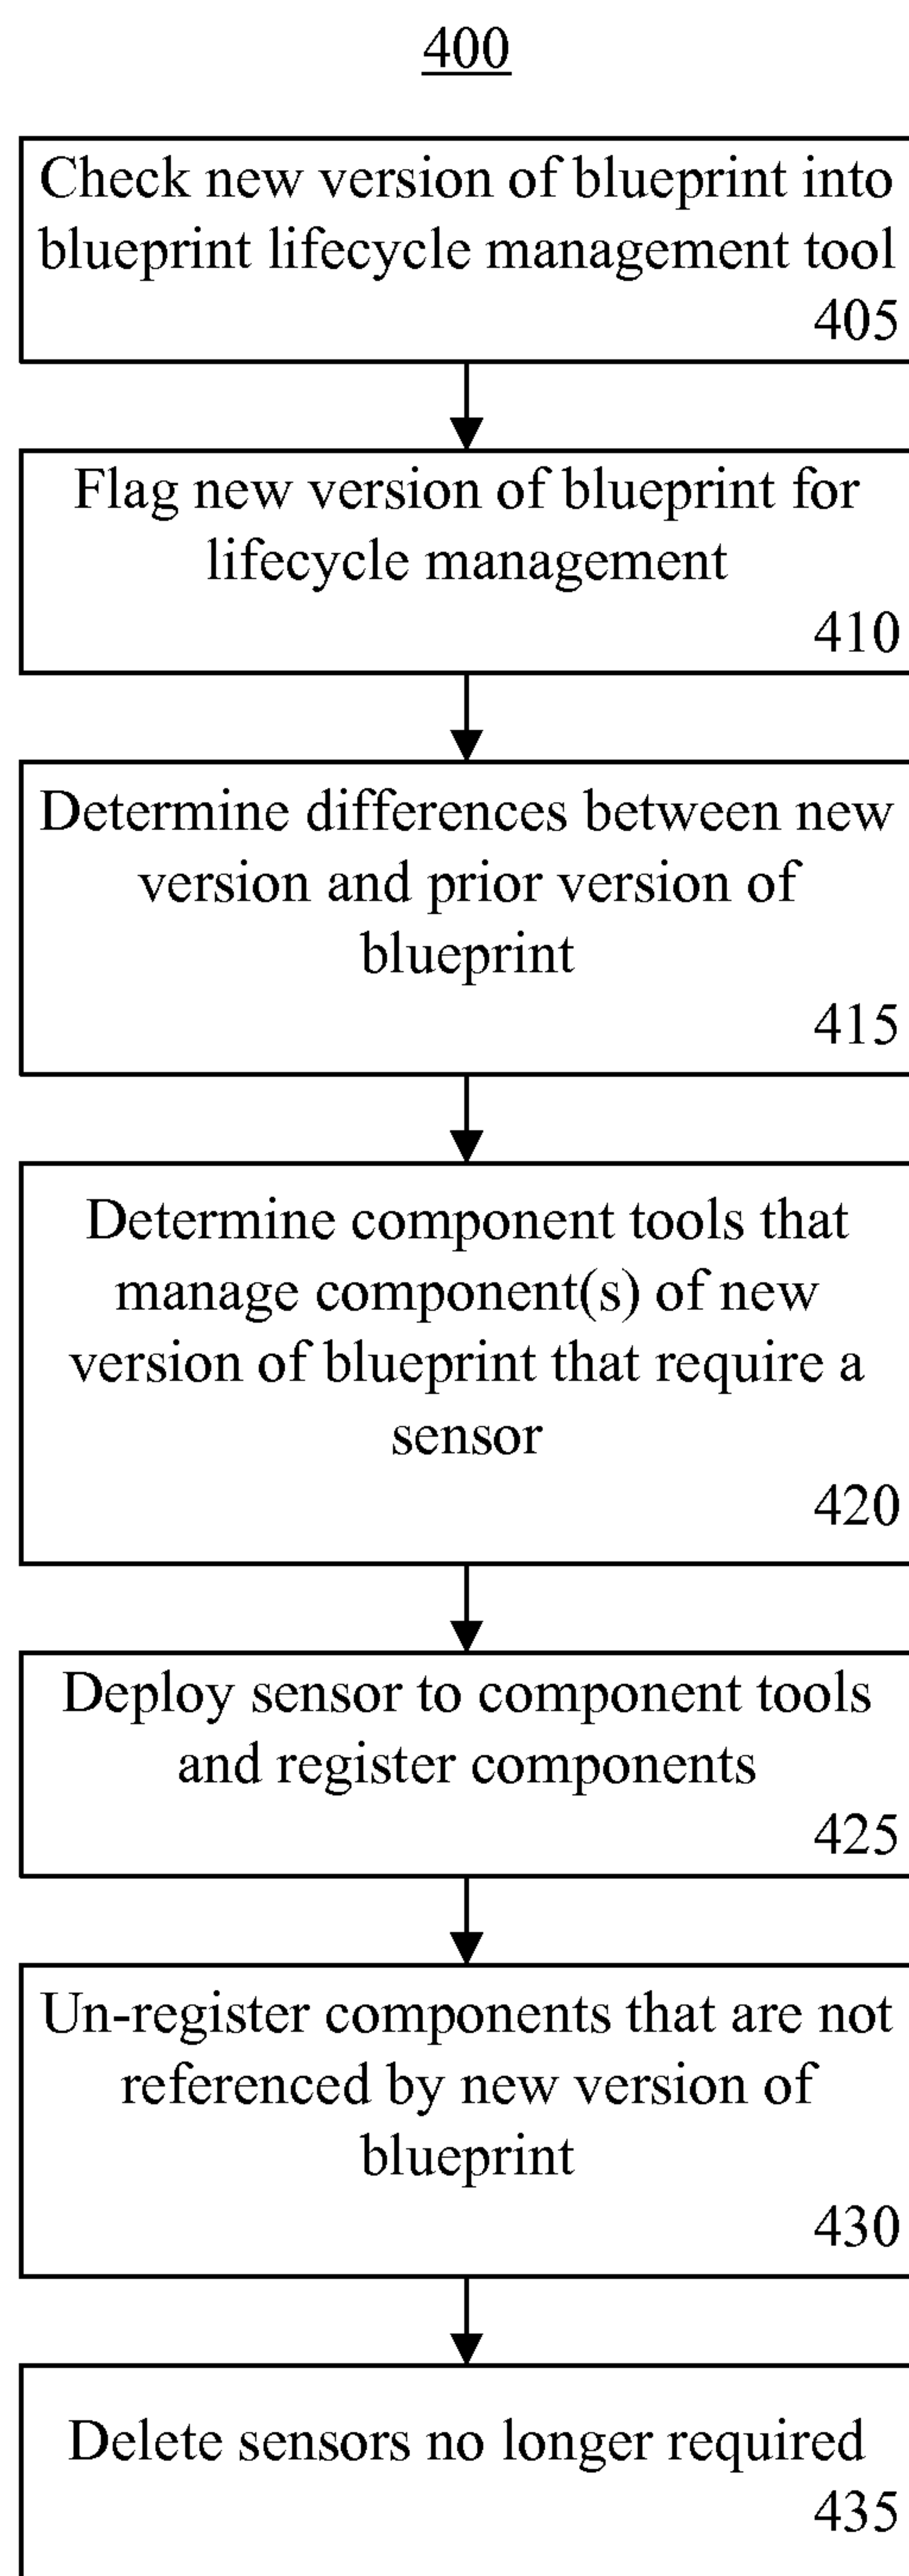 400
Check new version of blueprint into
blueprint lifecycle management tool
405
Flag new version of blueprint for
lifecycle management
410
Determine differences between new
version and prior version of
blueprint
415
Determine component tools that
manage component(s) of new
version of blueprint that require a
sensor
420
Deploy sensor to component tools
and register components
425
Un-register components that are not
referenced by new version of
blueprint
430
Delete sensors no longer required
435